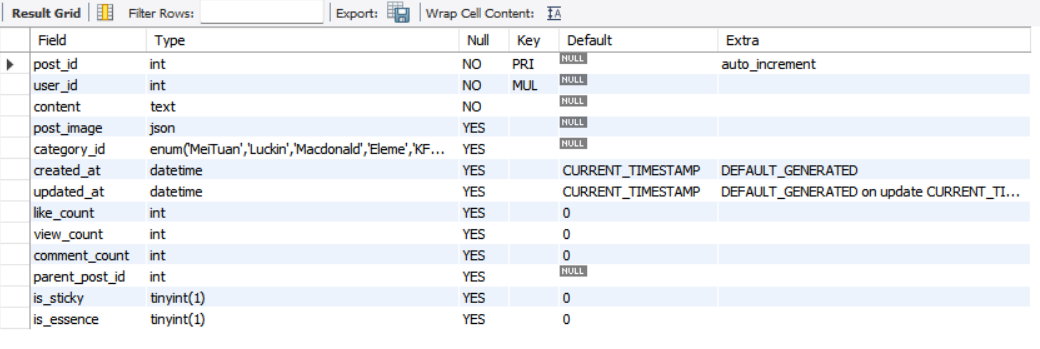 Result Grid Filter Rows: Export: Wrap Cell Content: IA
Field Type Null Key Default Extra
post_id int NO PRI NULL auto_increment
user_id int NO MUL NULL
content text NO NULL
post_image json YES NULL
category_id enum('MeiTuan','Luckin','Macdonald','Eleme','KF... YES NULL
created_at datetime YES CURRENT_TIMESTAMP DEFAULT_GENERATED
updated_at datetime YES CURRENT_TIMESTAMP DEFAULT_GENERATED on update CURRENT_TI...
like_count int YES 0
view_count int YES 0
comment_count int YES 0
parent_post_id int YES NULL
is_sticky tinyint(1) YES 0
is_essence tinyint(1) YES 0